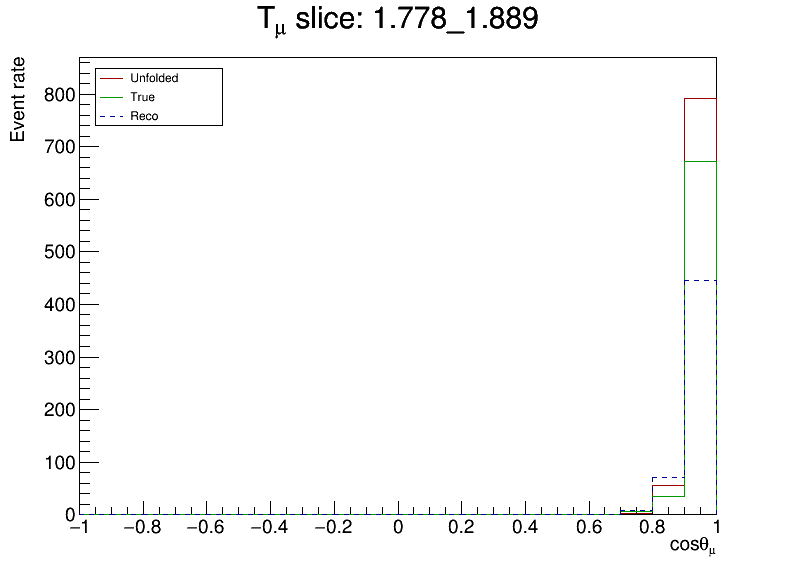 Tμ slice: 1.778_1.889
Event rate
Unfolded
True
Reco
800
700
600
500
400
300
200
100
0
−1 −0.8 −0.6 −0.4 −0.2 0 0.2 0.4 0.6 0.8 1
cosθμ